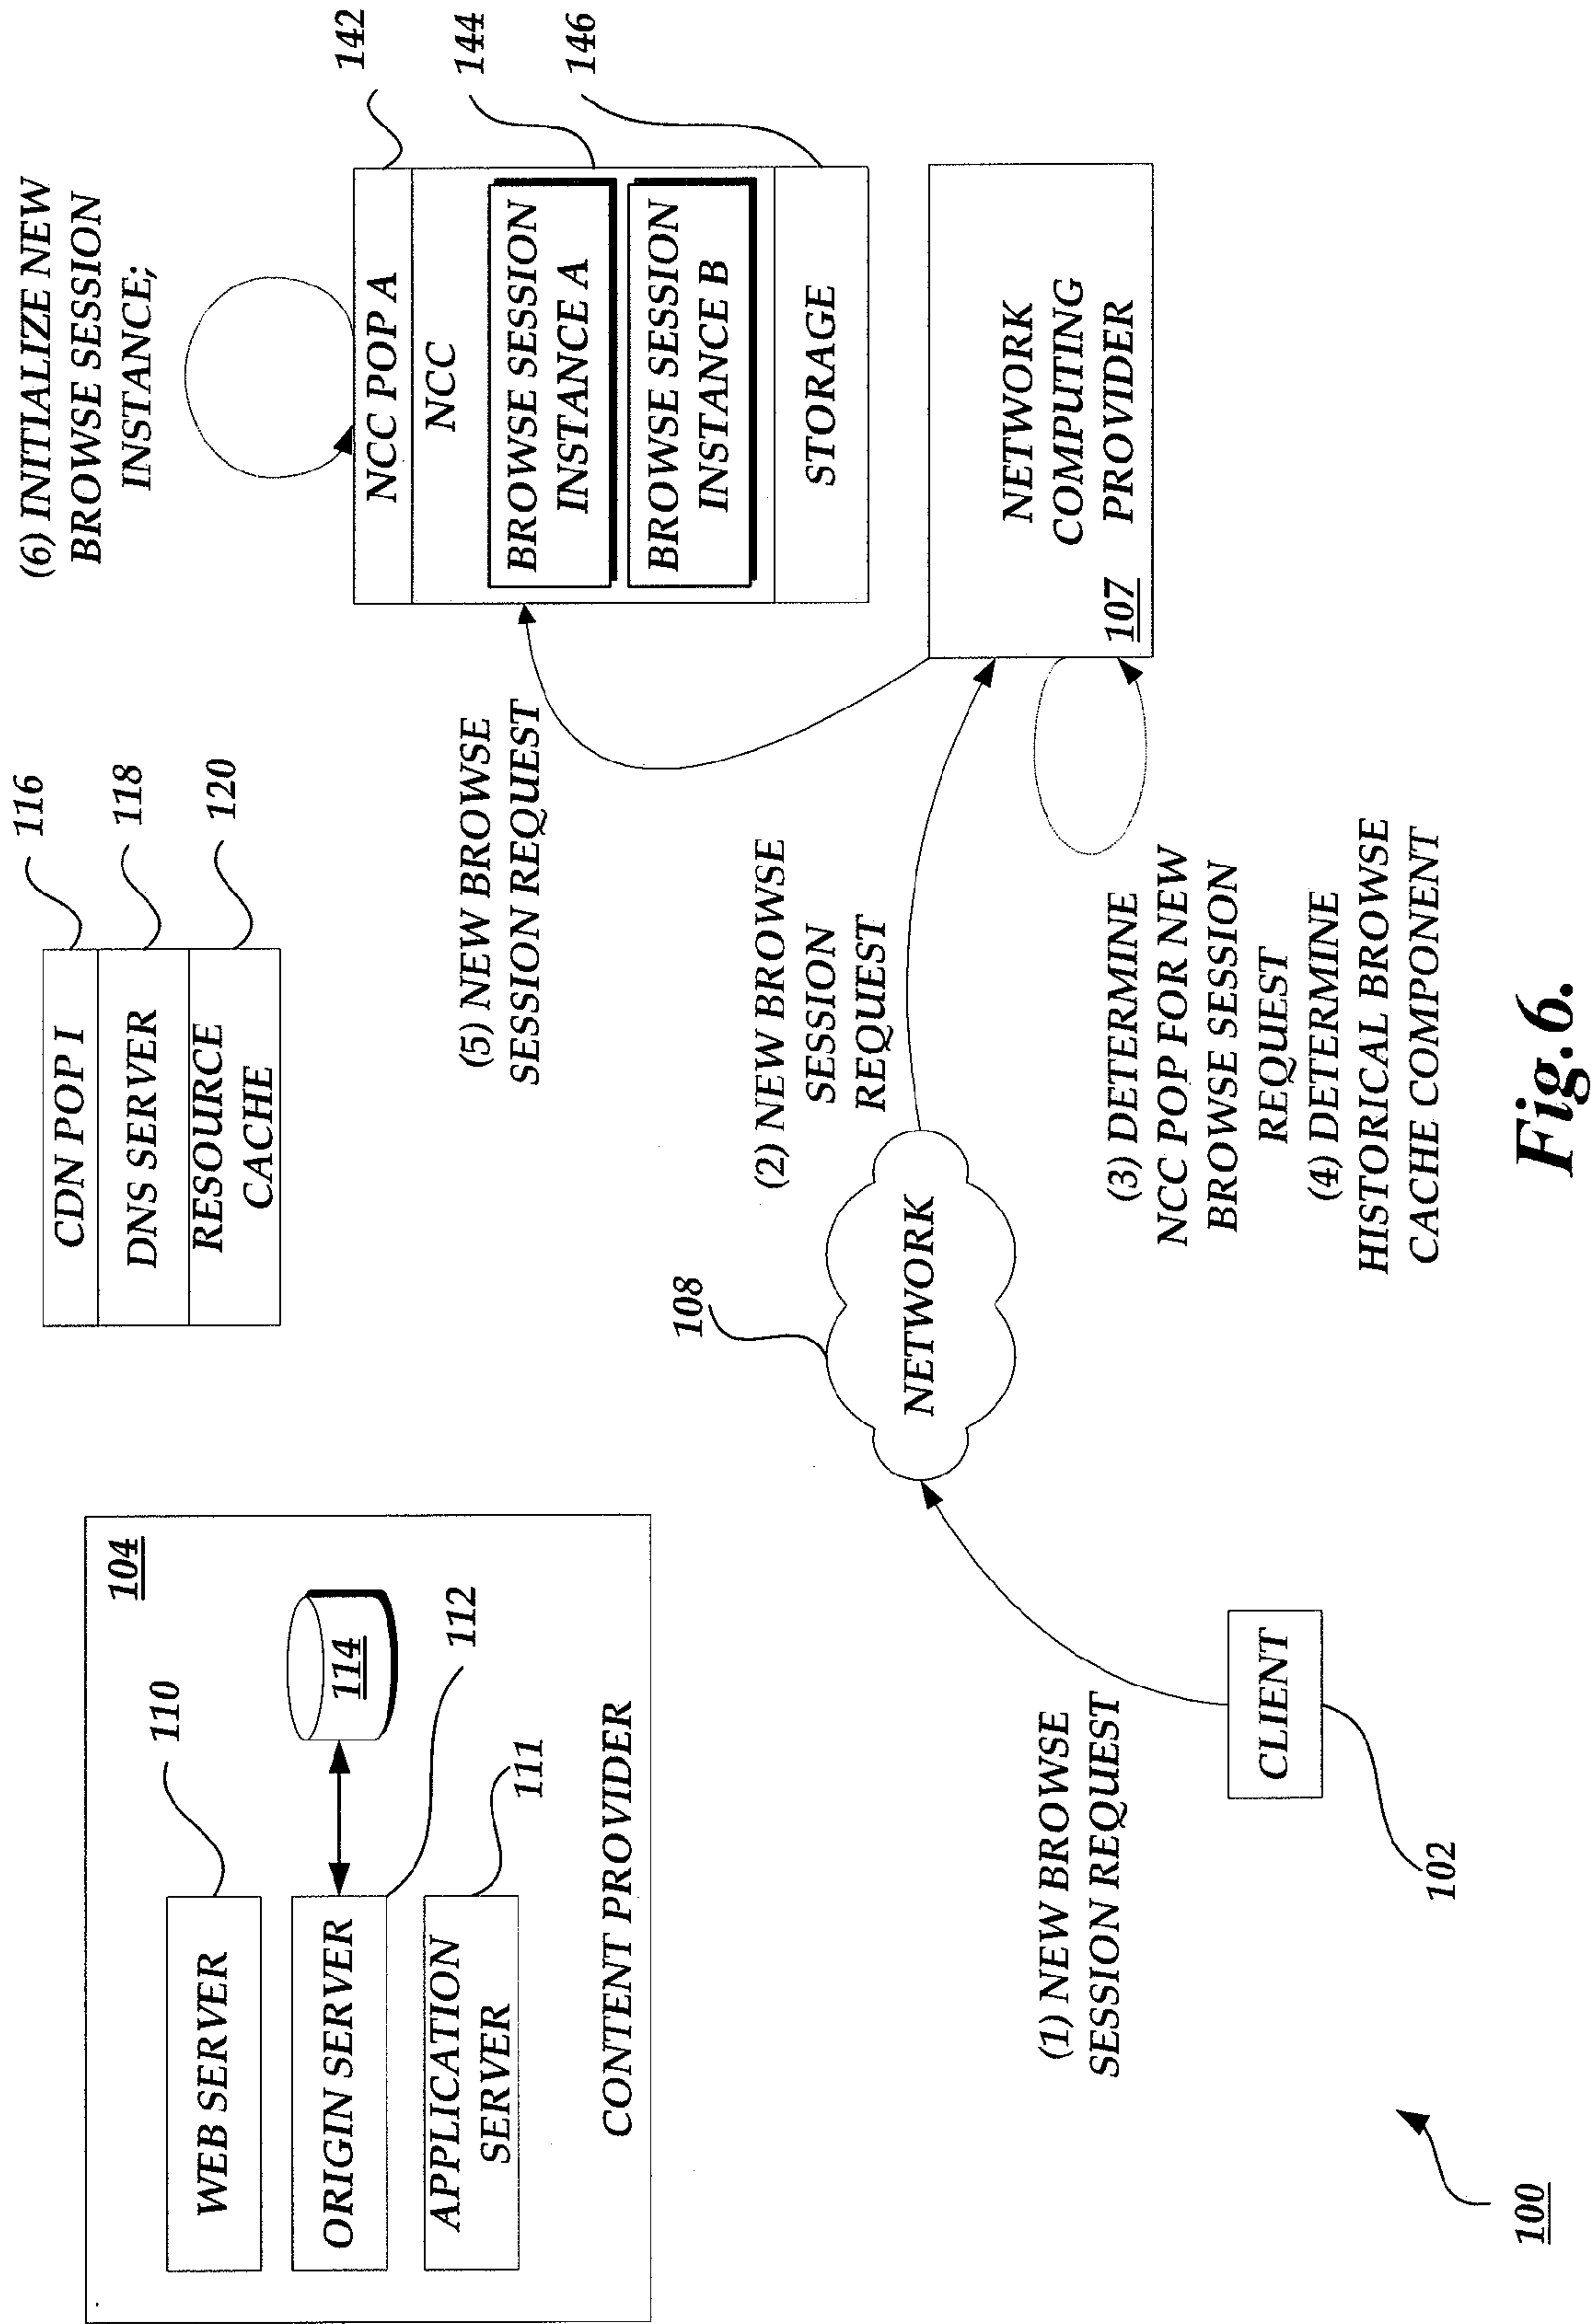 104
WEB SERVER
110
ORIGIN SERVER
114
112
APPLICATION
SERVER
111
CONTENT PROVIDER
CDN POP I
116
DNS SERVER
118
RESOURCE
CACHE
120
(6) INITIALIZE NEW
BROWSE SESSION
INSTANCE;
NCC POP A
142
NCC
144
BROWSE SESSION
INSTANCE A
BROWSE SESSION
INSTANCE B
STORAGE
146
(5) NEW BROWSE
SESSION REQUEST
(2) NEW BROWSE
SESSION
REQUEST
108
NETWORK
NETWORK
COMPUTING
PROVIDER
107
(1) NEW BROWSE
SESSION REQUEST
CLIENT
102
(3) DETERMINE
NCC POP FOR NEW
BROWSE SESSION
REQUEST
(4) DETERMINE
HISTORICAL BROWSE
CACHE COMPONENT
100
Fig.6.